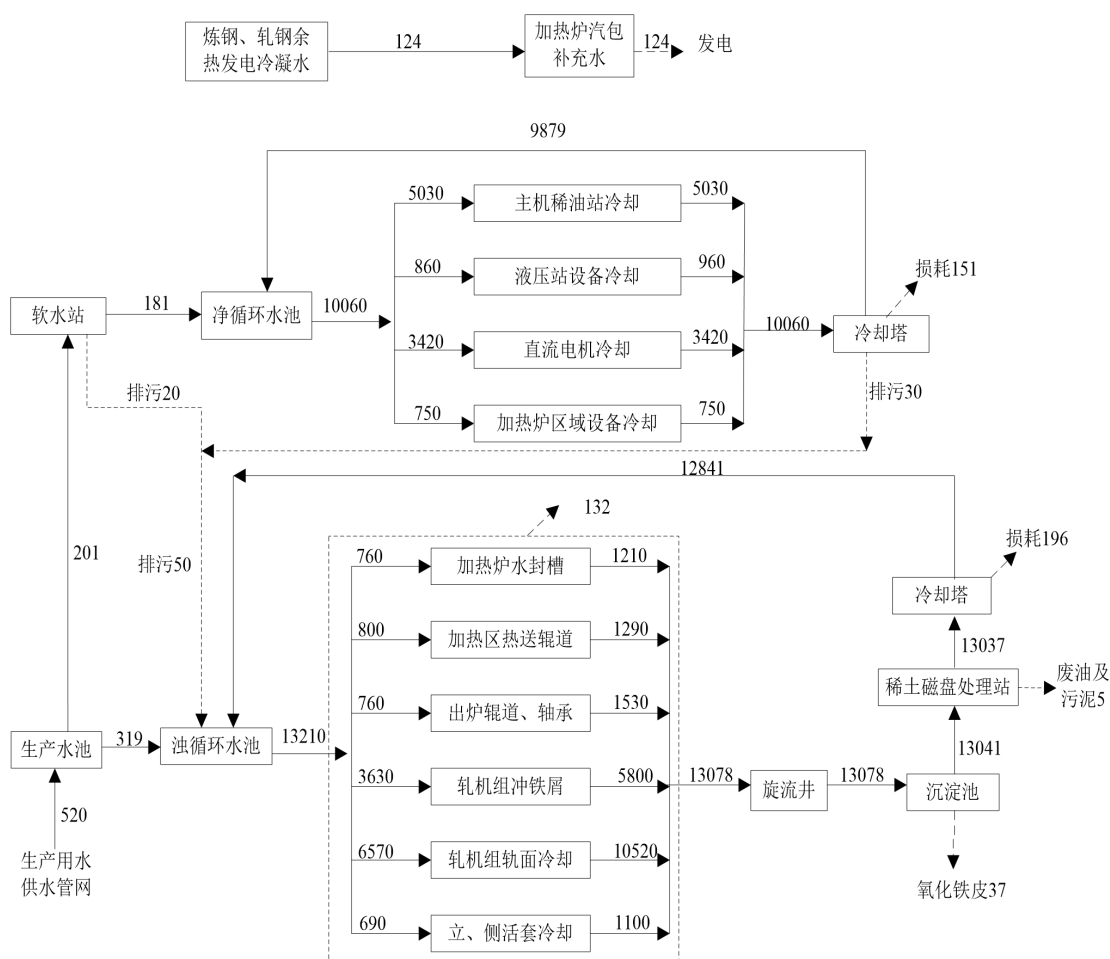 炼钢、轧钢余
热发电冷凝水
124
加热炉汽包
补充水
124
发电
9879
5030
主机稀油站冷却
5030
860
液压站设备冷却
960
损耗151
软水站
181
净循环水池
10060
3420
直流电机冷却
3420
10060
冷却塔
排污20
750
加热炉区域设备冷却
750
排污30
12841
132
201
排污50
760
加热炉水封槽
1210
损耗196
冷却塔
800
加热区热送辊道
1290
13037
稀土磁盘处理站
废油及
污泥5
760
出炉辊道、轴承
1530
生产水池
319
浊循环水池
13210
13041
3630
轧机组冲铁屑
5800
13078
旋流井
13078
沉淀池
520
6570
轧机组轨面冷却
10520
生产用水
供水管网
氧化铁皮37
690
立、侧活套冷却
1100